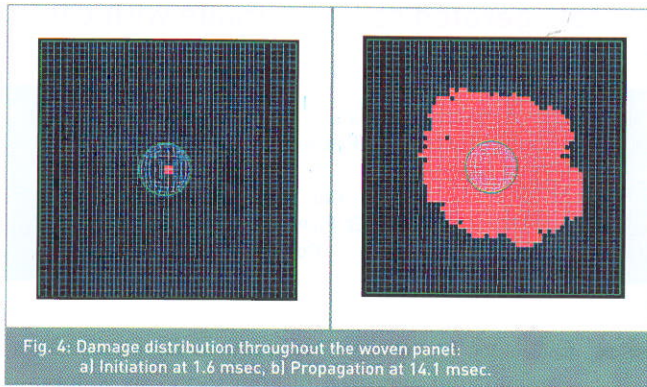 Fig. 4: Damage distribution throughout the woven panel:
a) Initiation at 1.6 msec, b) Propagation at 14.1 msec.